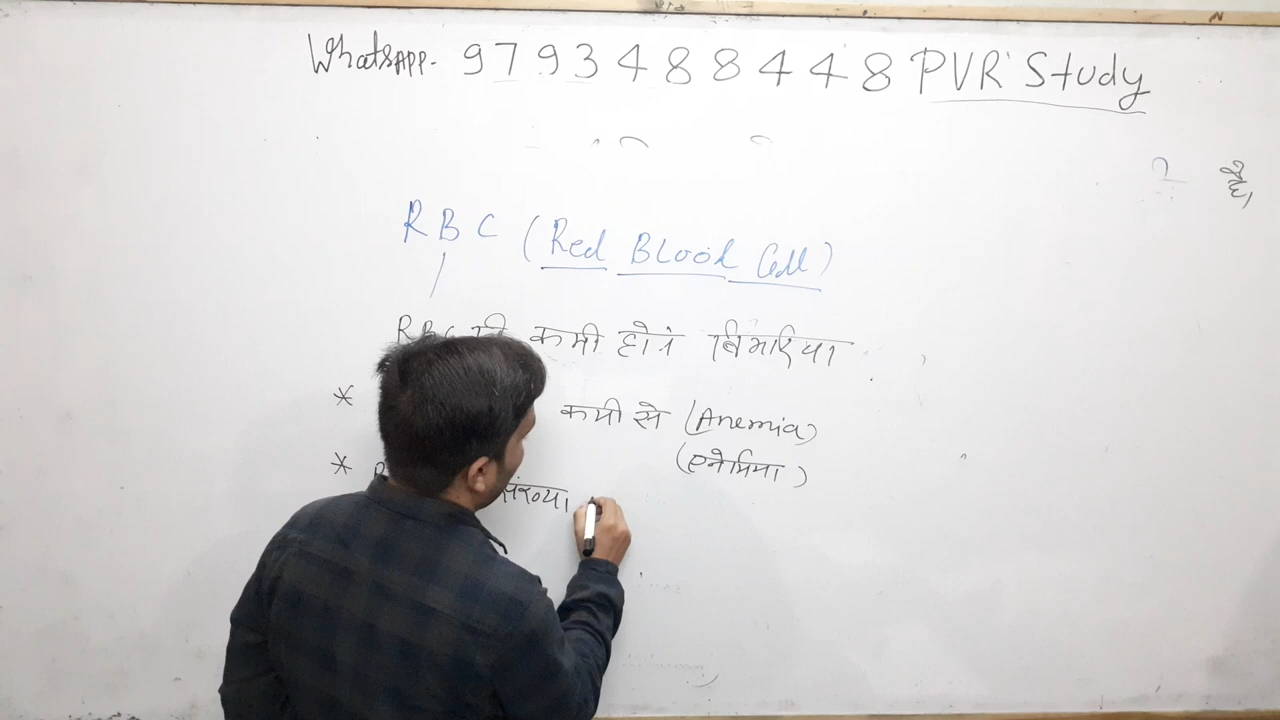 WhatsAPP. 9793488448 PVR Study
RBC (Red Blood Cell)
RBC की कमी होने बिमारिया
* कमी से (Anemia)
(एनेमिया)
* संख्या